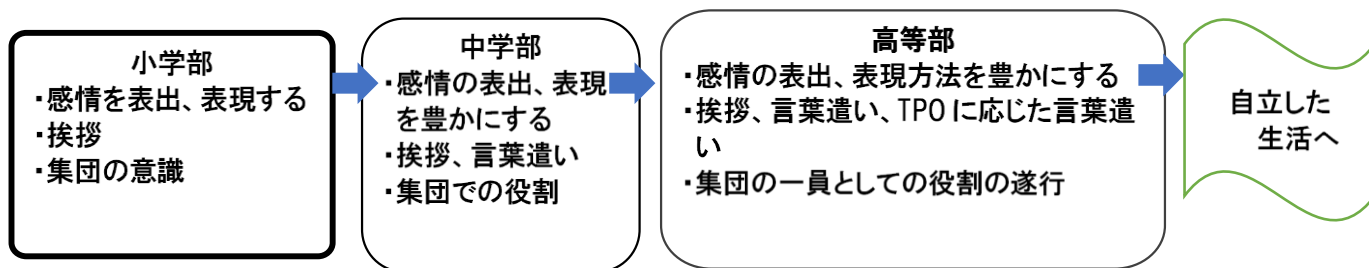 小学部
・感情を表出、表現する
・挨拶
・集団の意識
中学部
・感情の表出、表現
を豊かにする
・挨拶、言葉遣い
・集団での役割
高等部
・感情の表出、表現方法を豊かにする
・挨拶、言葉遣い、TPO に応じた言葉遣
い
・集団の一員としての役割の遂行
自立した
生活へ